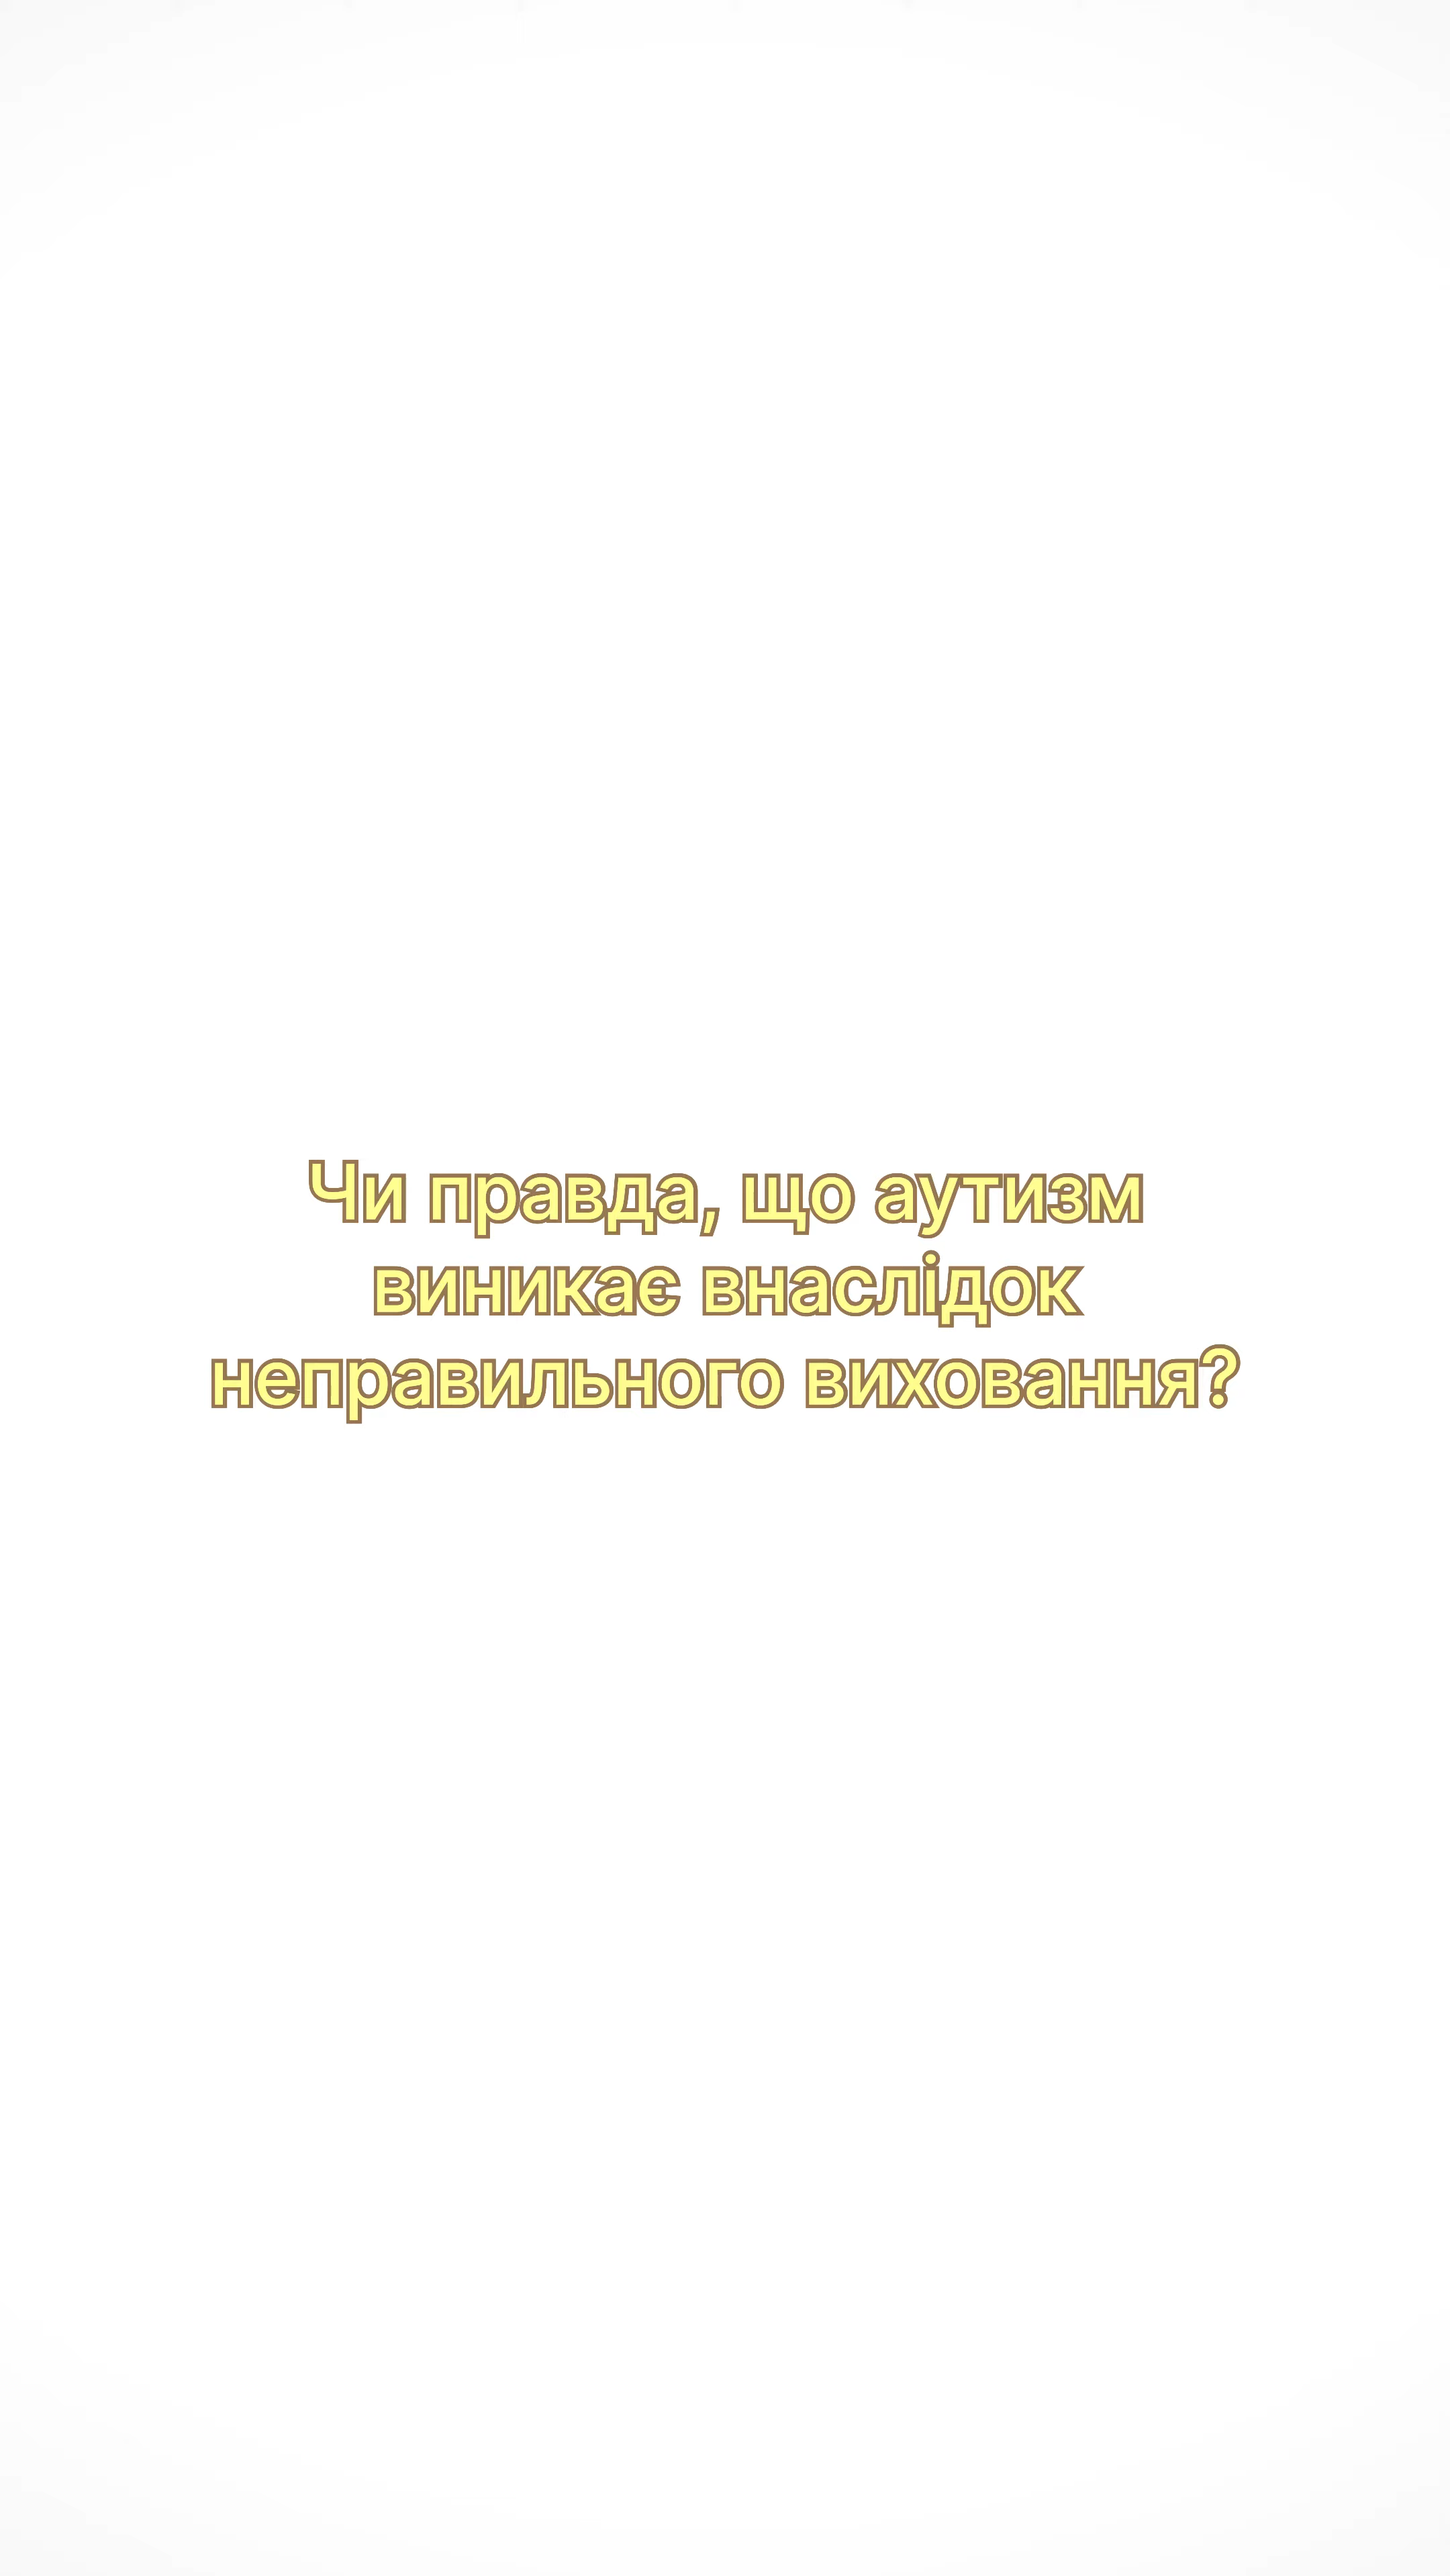 Чи правда, що аутизм
виникає внаслідок
неправильного виховання?